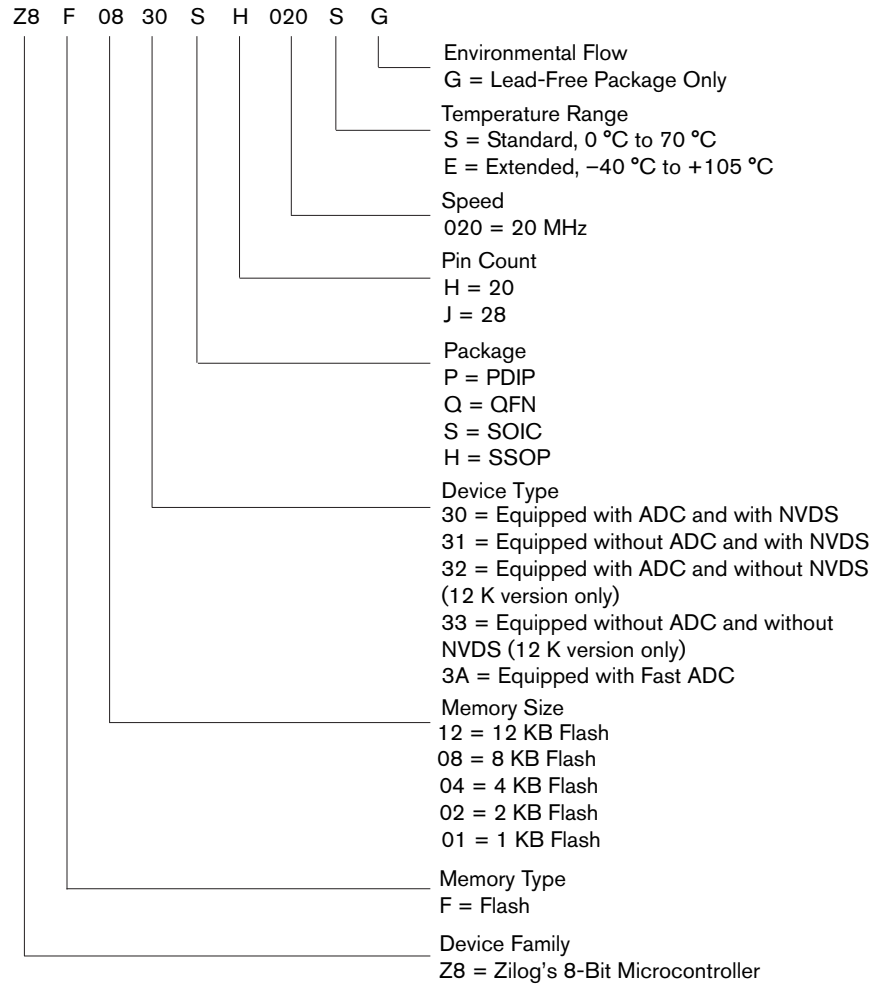 Z8 F 08 30 S H 020 S G
Environmental Flow
G = Lead-Free Package Only
Temperature Range
S = Standard, 0 °C to 70 °C
E = Extended, –40 °C to +105 °C
Speed
020 = 20 MHz
Pin Count
H = 20
J = 28
Package
P = PDIP
Q = QFN
S = SOIC
H = SSOP
Device Type
30 = Equipped with ADC and with NVDS
31 = Equipped without ADC and with NVDS
32 = Equipped with ADC and without NVDS
(12 K version only)
33 = Equipped without ADC and without
NVDS (12 K version only)
3A = Equipped with Fast ADC
Memory Size
12 = 12 KB Flash
08 = 8 KB Flash
04 = 4 KB Flash
02 = 2 KB Flash
01 = 1 KB Flash
Memory Type
F = Flash
Device Family
Z8 = Zilog's 8-Bit Microcontroller